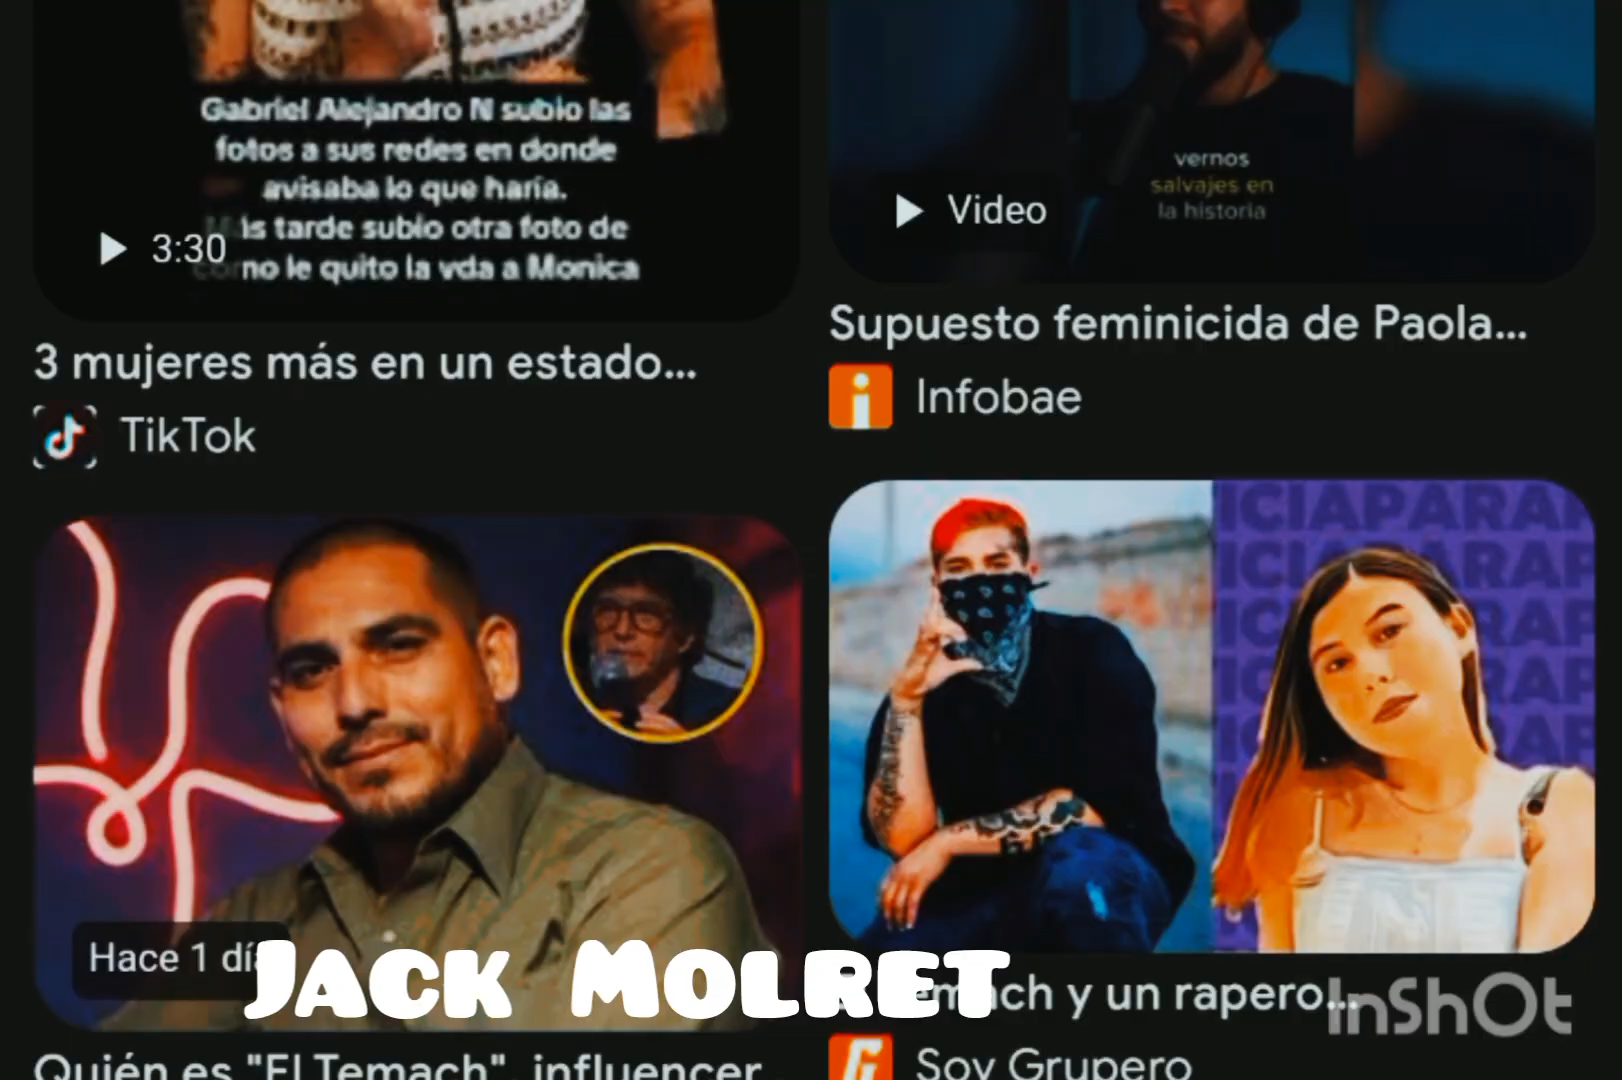 Gabriel Alejandro N subio las
fotos a sus redes en donde
avisaba lo que haría.
is tarde subio otra foto de
no le quito la vda a Monica
3:30
3 mujeres más en un estado...
TikTok
vernos
salvajes en
la historia
Video
Supuesto feminicida de Paola...
Infobae
Hace 1 día
Quién es "El Temach", influencer
ICIAPARAR
emach y un rapero...
Soy Grupero
JACK MOLRET
InShOt